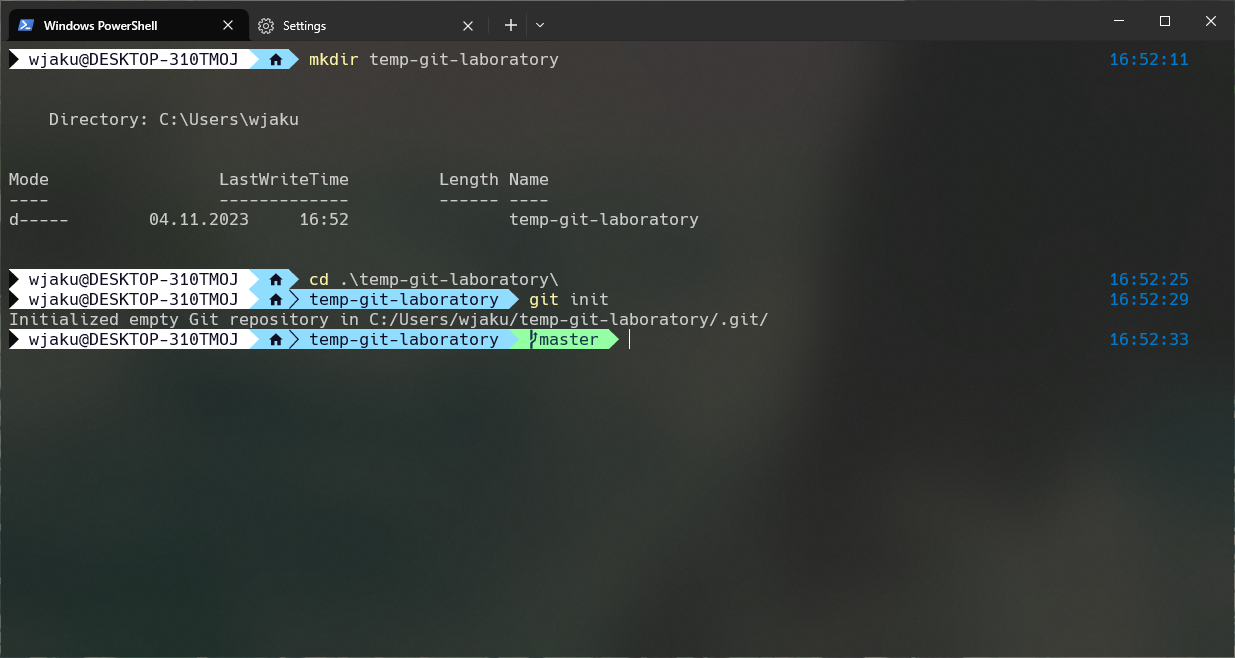 Windows PowerShell Settings
wjaku@DESKTOP-310TMOJ mkdir temp-git-laboratory 16:52:11
Directory: C:\Users\wjaku
Mode LastWriteTime Length Name
---- ------------- ------ ----
d----- 04.11.2023 16:52 temp-git-laboratory
wjaku@DESKTOP-310TMOJ cd .\temp-git-laboratory\ 16:52:25
wjaku@DESKTOP-310TMOJ temp-git-laboratory git init 16:52:29
Initialized empty Git repository in C:/Users/wjaku/temp-git-laboratory/.git/
wjaku@DESKTOP-310TMOJ temp-git-laboratory master 16:52:33